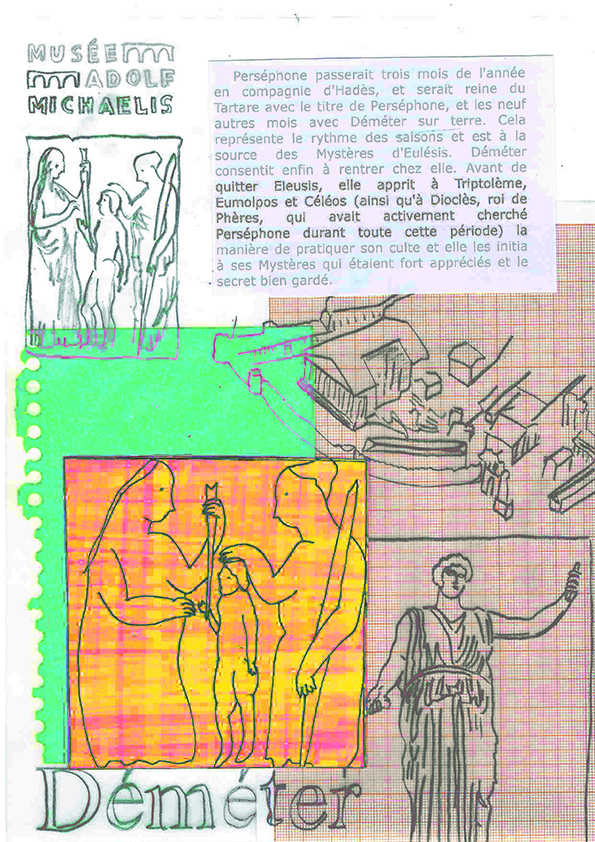 MUSÉE
ADOLF
MICHAELIS
Perséphone passerait trois mois de l'année
en compagnie d'Hadès, et serait reine du
Tartare avec le titre de Perséphone, et les neuf
autres mois avec Déméter sur terre. Cela
représente le rythme des saisons et est à la
source des Mystères d'Eulésis. Déméter
consentit enfin à rentrer chez elle. Avant de
quitter Eleusis, elle apprit à Triptolème,
Eumolpos et Céléos (ainsi qu'à Dioclès, roi de
Phères, qui avait activement cherché
Perséphone durant toute cette période) la
manière de pratiquer son culte et elle les initia
à ses Mystères qui étaient fort appréciés et le
secret bien gardé.
Déméter